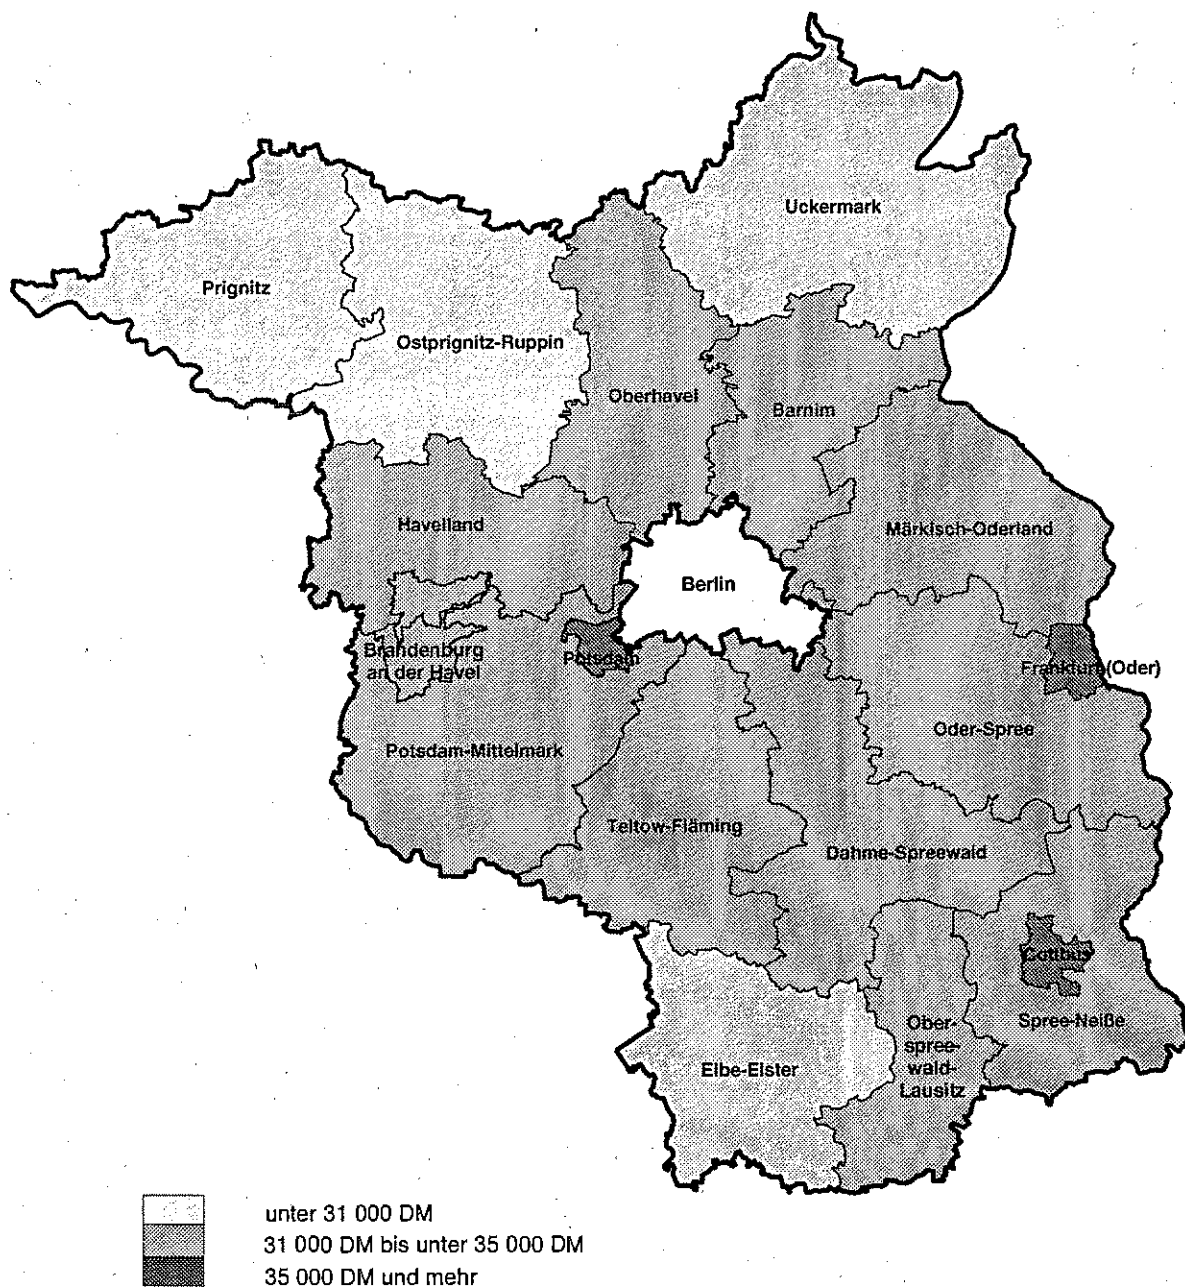 Uckermark
Prignitz
Ostprignitz-Ruppin
Oberhavel
Barnim
Havelland
Märkisch-Oderland
Berlin
Brandenburg
an der Havel
Potsdam
Frankfurt (Oder)
Potsdam-Mittelmark
Oder-Spree
Teltow-Fläming
Dahme-Spreewald
Cottbus
Spree-Neiße
Ober-
spree-
wald-
Lausitz
Elbe-Elster
unter 31 000 DM
31 000 DM bis unter 35 000 DM
35 000 DM und mehr